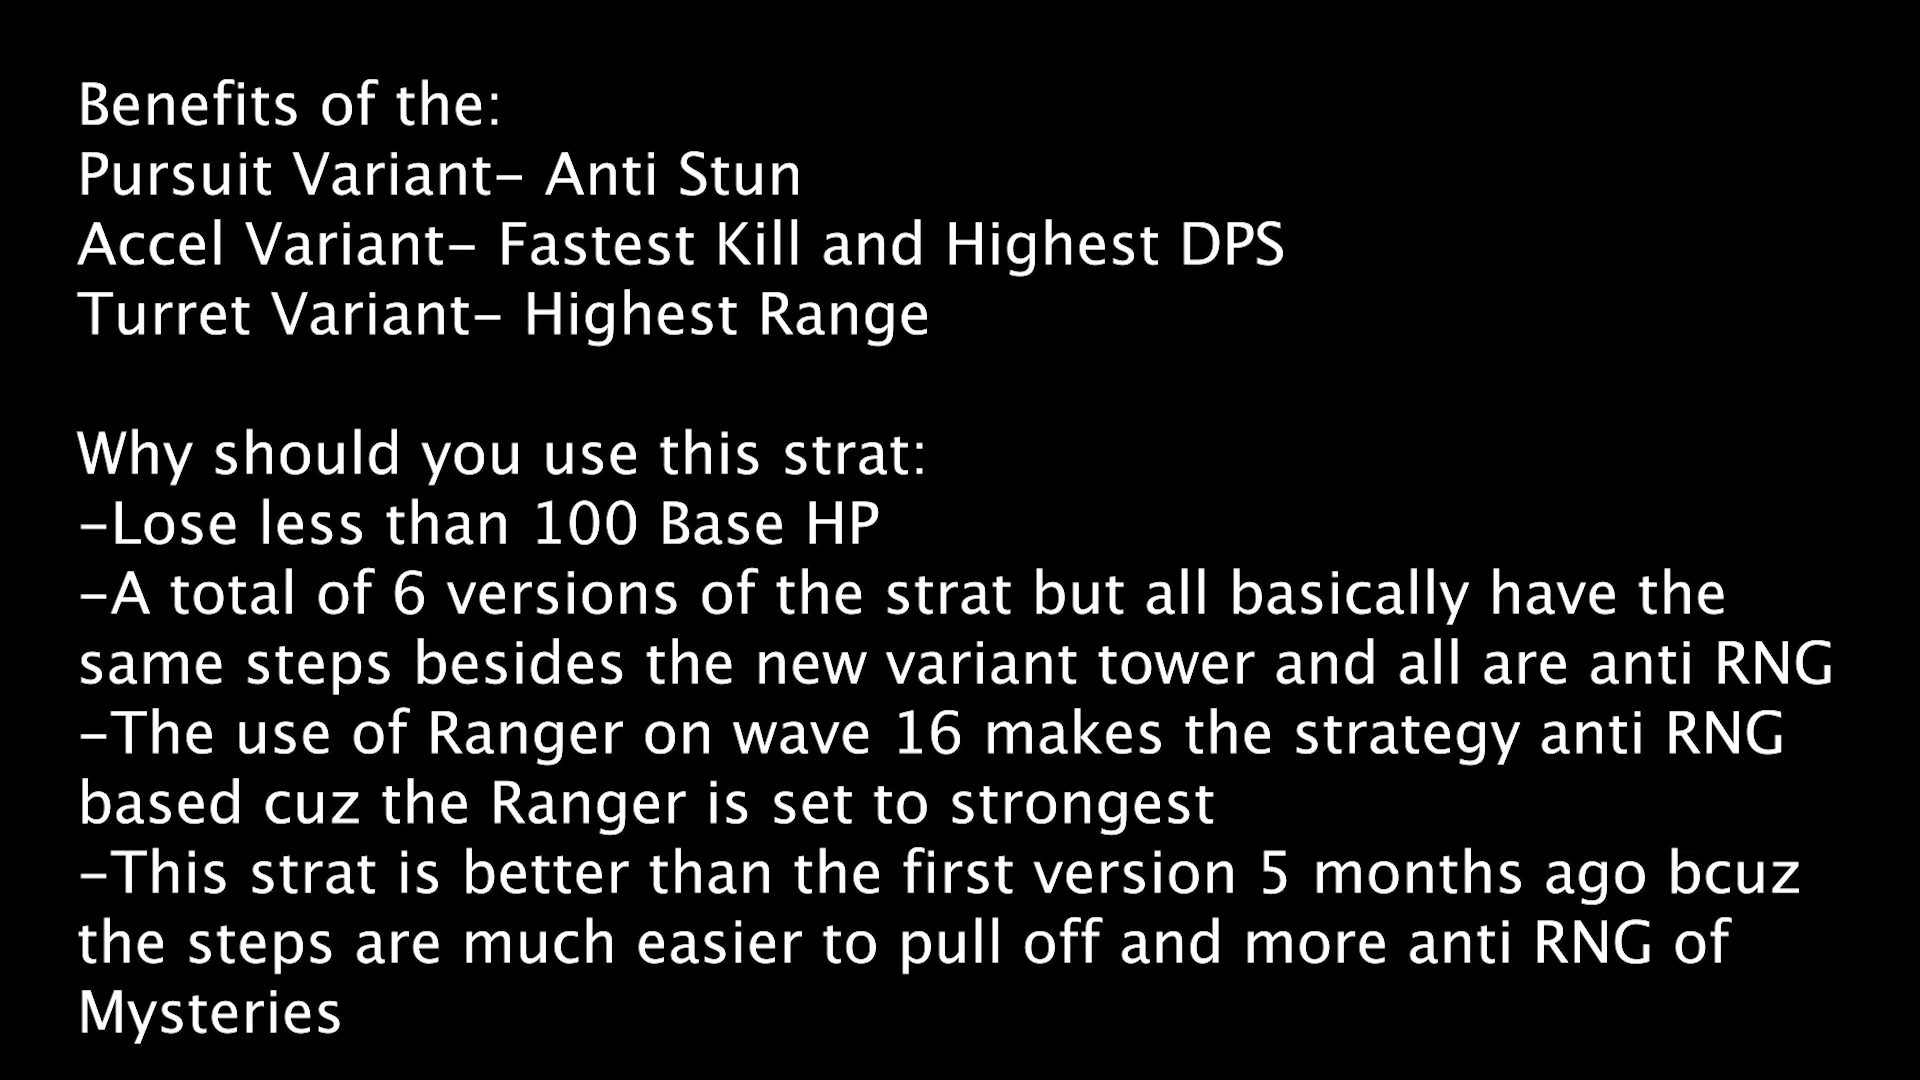 Benefits of the:
Pursuit Variant- Anti Stun
Accel Variant- Fastest Kill and Highest DPS
Turret Variant- Highest Range
Why should you use this strat:
-Lose less than 100 Base HP
-A total of 6 versions of the strat but all basically have the
same steps besides the new variant tower and all are anti RNG
-The use of Ranger on wave 16 makes the strategy anti RNG
based cuz the Ranger is set to strongest
-This strat is better than the first version 5 months ago bcuz
the steps are much easier to pull off and more anti RNG of
Mysteries